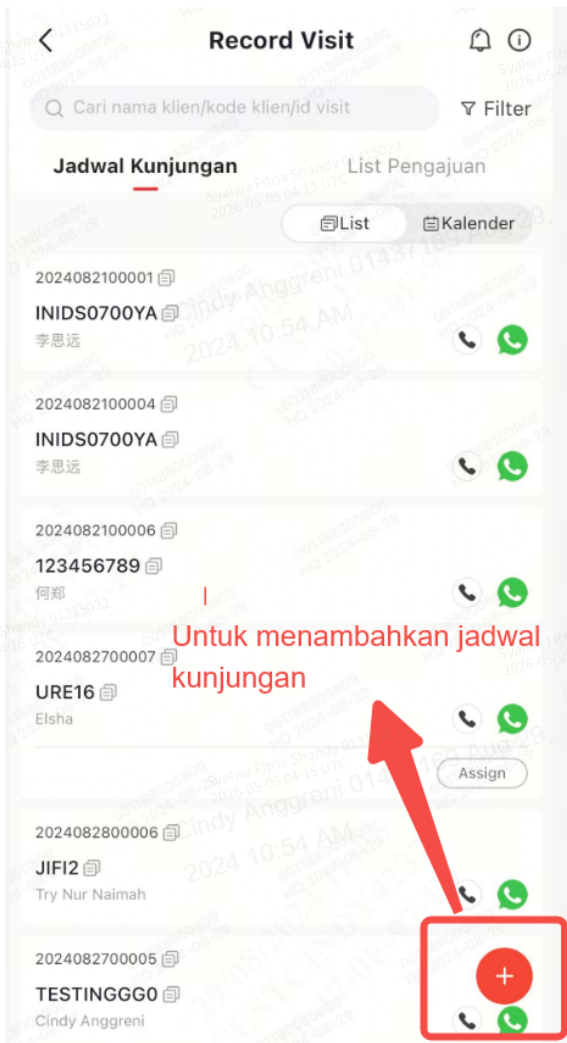 Record Visit
Cari nama klien/kode klien/id visit
Filter
Jadwal Kunjungan
List Pengajuan
List
Kalender
2024082100001
INIDS0700YA
李思远
2024082100004
INIDS0700YA
李思远
2024082100006
123456789
何郑
Untuk menambahkan jadwal
kunjungan
2024082700007
URE16
Elsha
Assign
2024082800006
JIFI2
Try Nur Naimah
2024082700005
TESTINGGG0
Cindy Anggreni
+